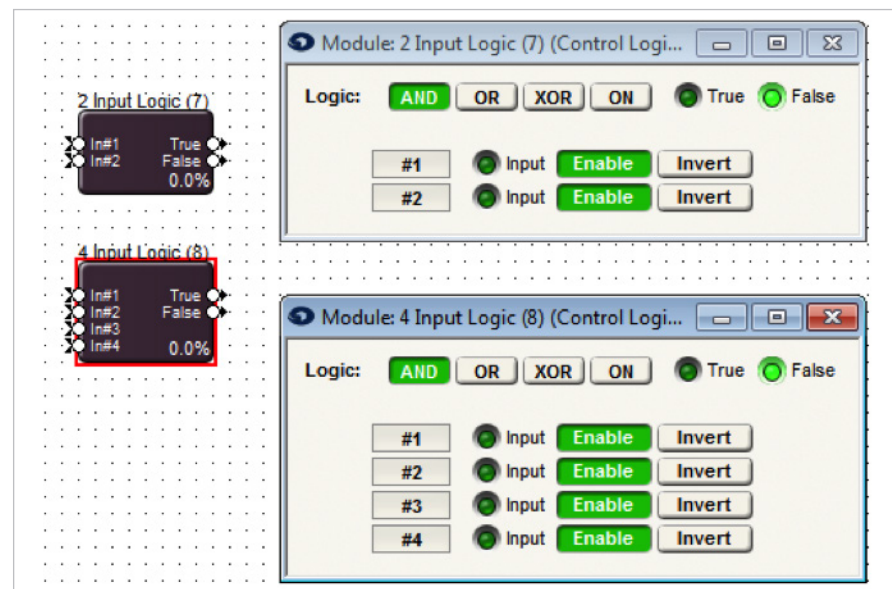 2 Input Logic (7)
In#1 True
In#2 False
0.0%
4 Input Logic (8)
In#1 True
In#2 False
In#3
In#4 0.0%
Module: 2 Input Logic (7) (Control Logi...
Logic: AND OR XOR ON True False
#1 Input Enable Invert
#2 Input Enable Invert
Module: 4 Input Logic (8) (Control Logi...
Logic: AND OR XOR ON True False
#1 Input Enable Invert
#2 Input Enable Invert
#3 Input Enable Invert
#4 Input Enable Invert